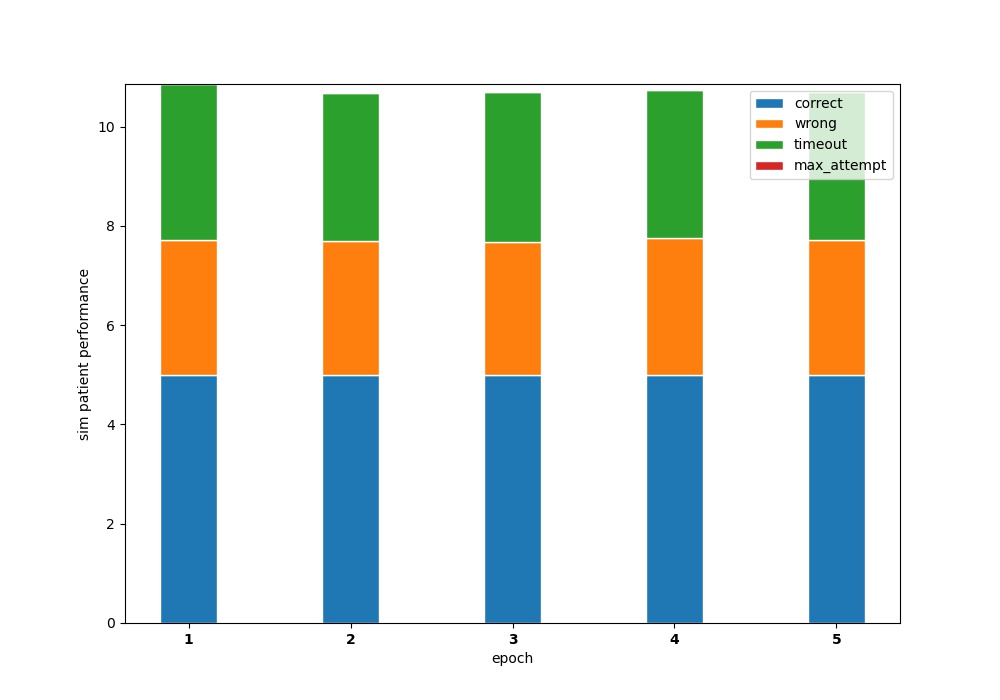 correct
wrong
timeout
max_attempt
10
8
6
4
2
0
sim patient performance
1 2 3 4 5
epoch